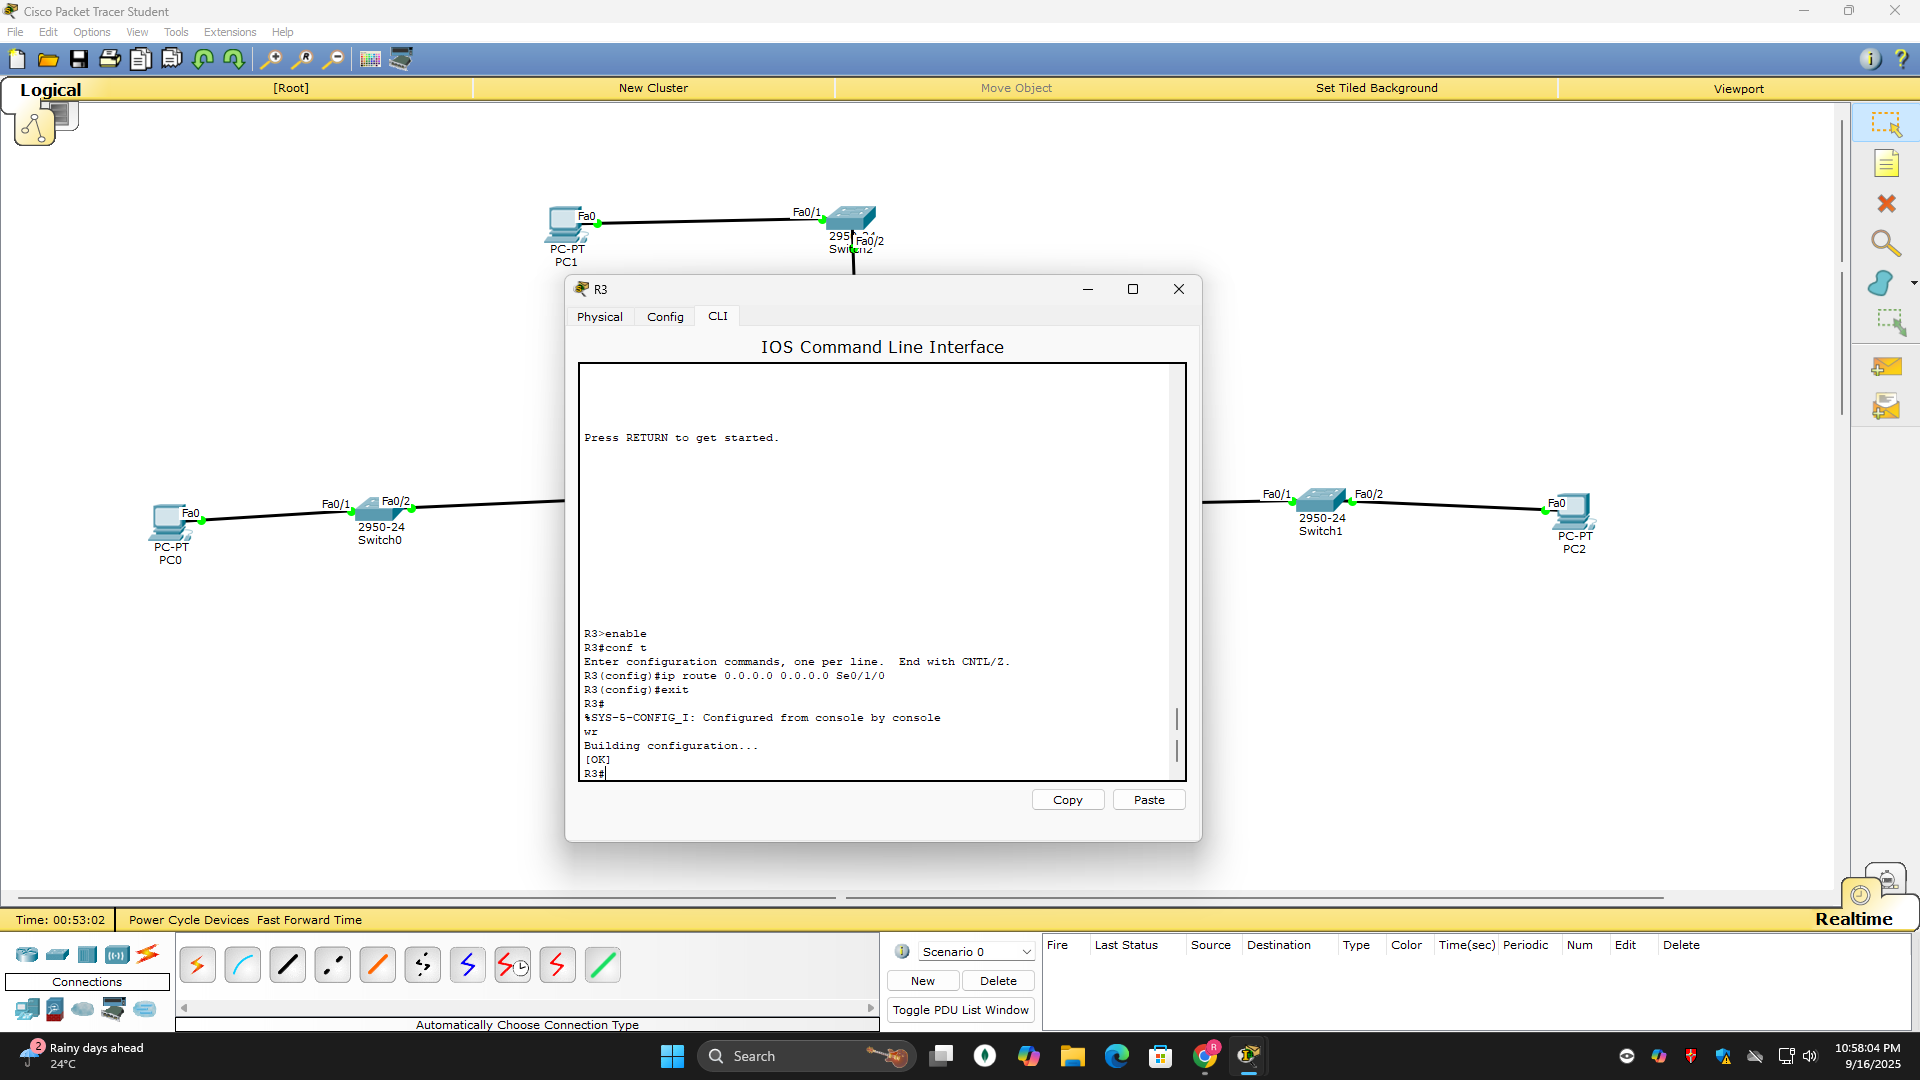 Cisco Packet Tracer Student
File Edit Options View Tools Extensions Help
Logical [Root] New Cluster Move Object Set Tiled Background Viewport
Fa0 Fa0/1
2950-24
Switch2
Fa0/2
PC-PT
PC1
R3
Physical Config CLI
IOS Command Line Interface
Press RETURN to get started.
R3>enable
R3#conf t
Enter configuration commands, one per line.  End with CNTL/Z.
R3(config)#ip route 0.0.0.0 0.0.0.0 Se0/1/0
R3(config)#exit
R3#
%SYS-5-CONFIG_I: Configured from console by console
wr
Building configuration...
[OK]
R3#
Copy Paste
Fa0 Fa0/1 Fa0/2
PC-PT
PC0
2950-24
Switch0
Fa0/1 Fa0/2 Fa0
2950-24
Switch1
PC-PT
PC2
Time: 00:53:02 Power Cycle Devices Fast Forward Time Realtime
Connections
Automatically Choose Connection Type
Scenario 0
New Delete
Toggle PDU List Window
Fire Last Status Source Destination Type Color Time(sec) Periodic Num Edit Delete
2
Rainy days ahead
24°C
Search
R
10:58:04 PM
9/16/2025